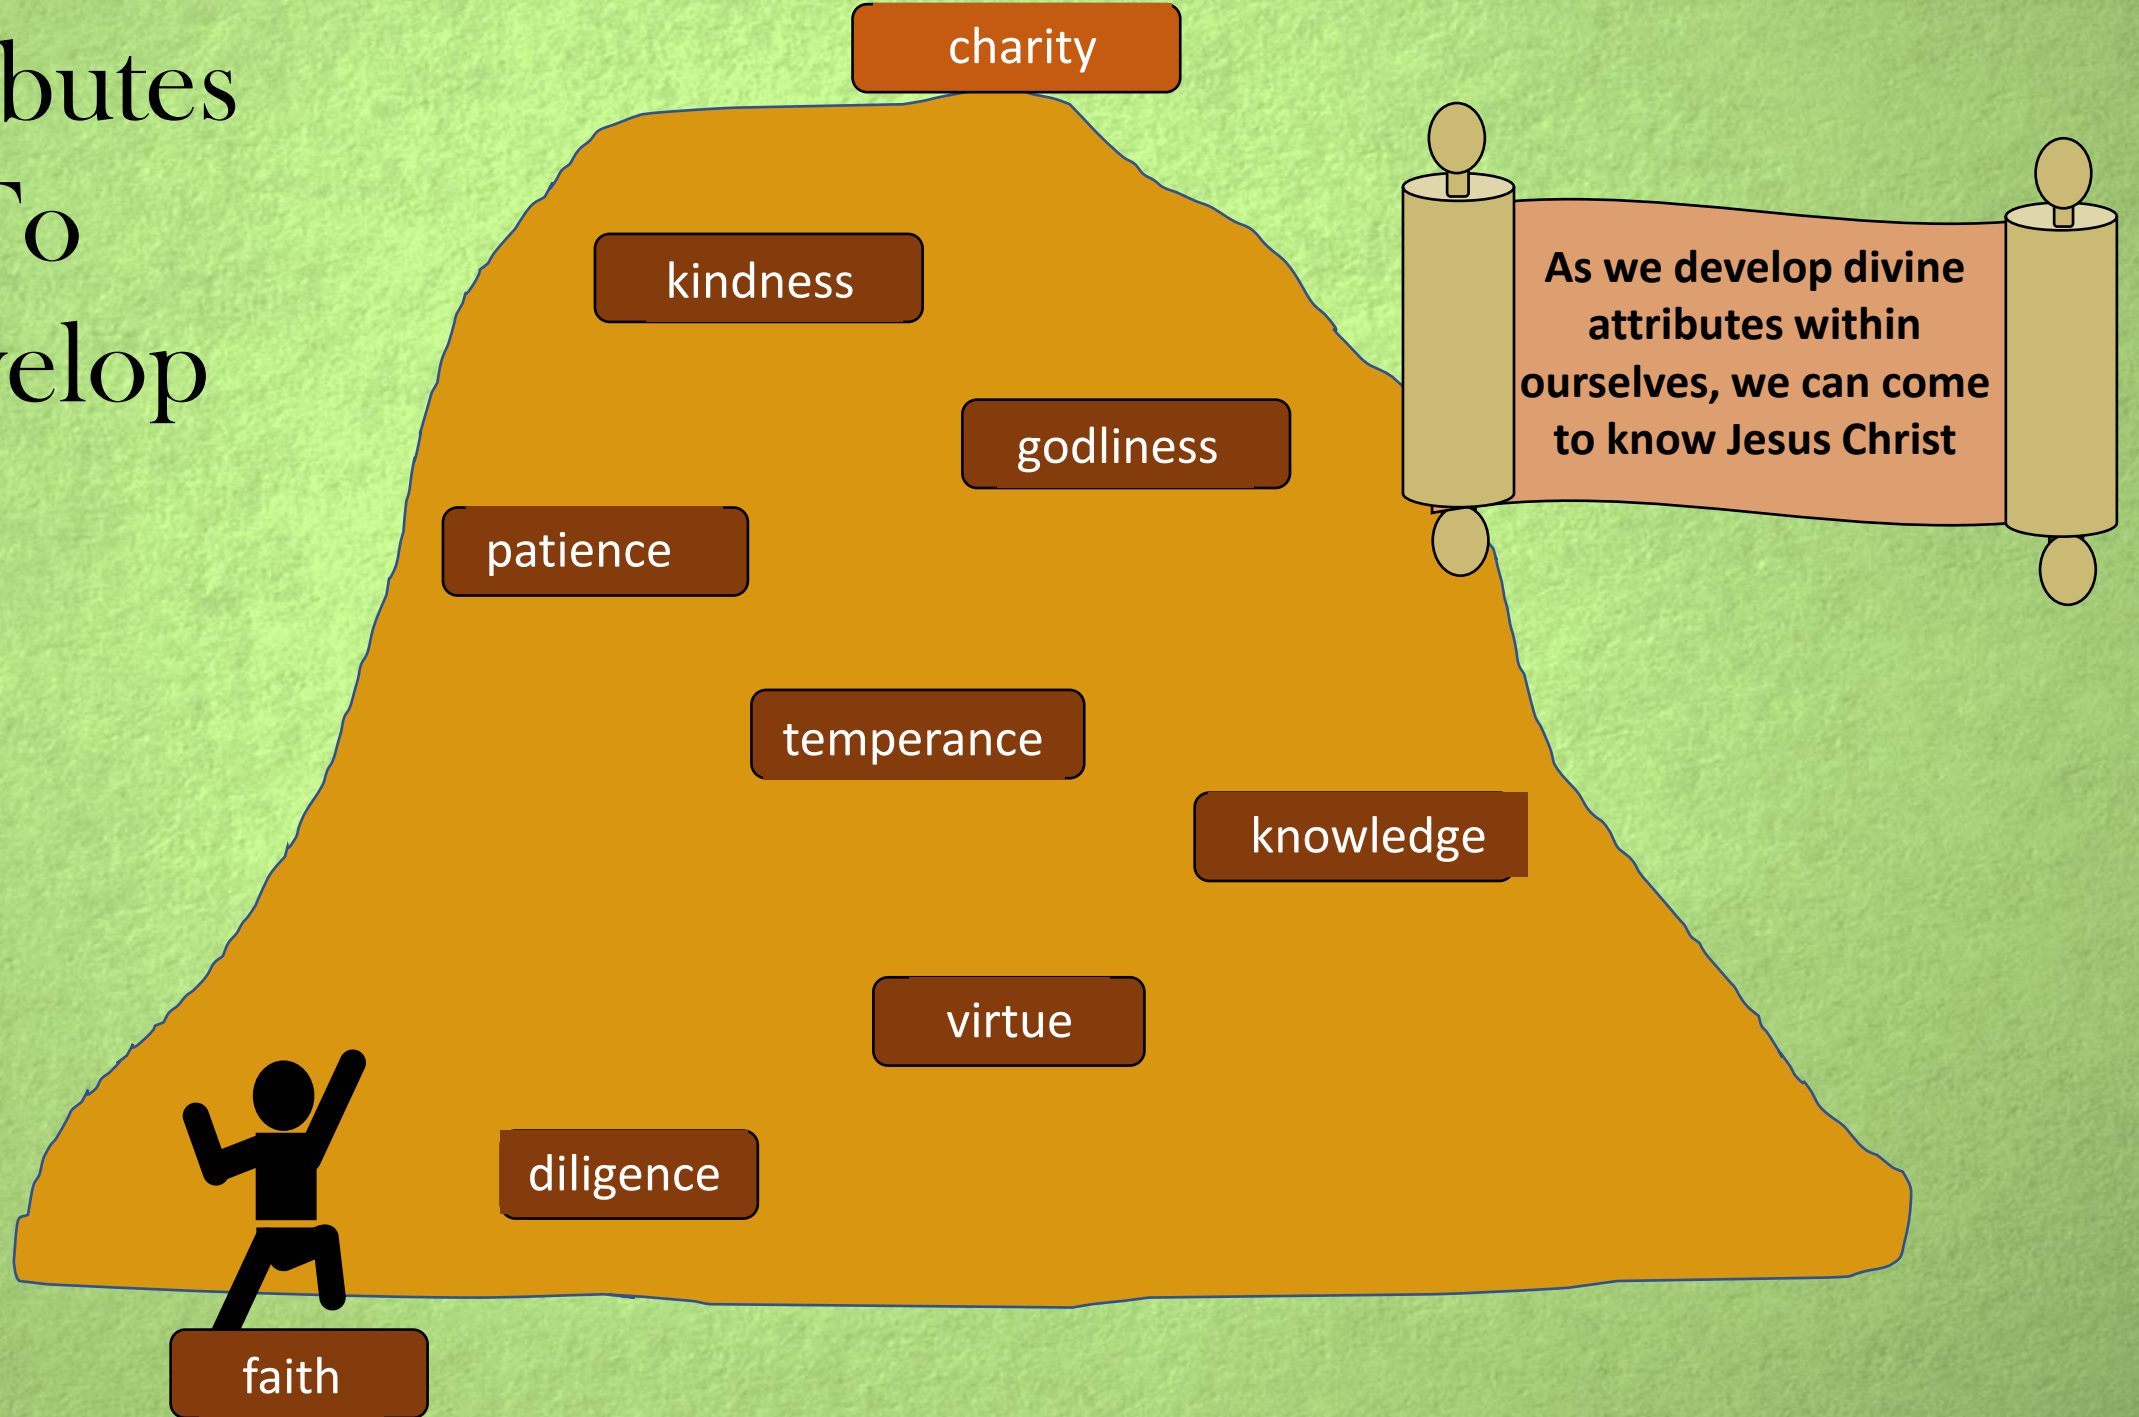 butes
To
velop
charity
kindness
As we develop divine
attributes within
ourselves, we can come
to know Jesus Christ
godliness
patience
temperance
knowledge
virtue
diligence
faith